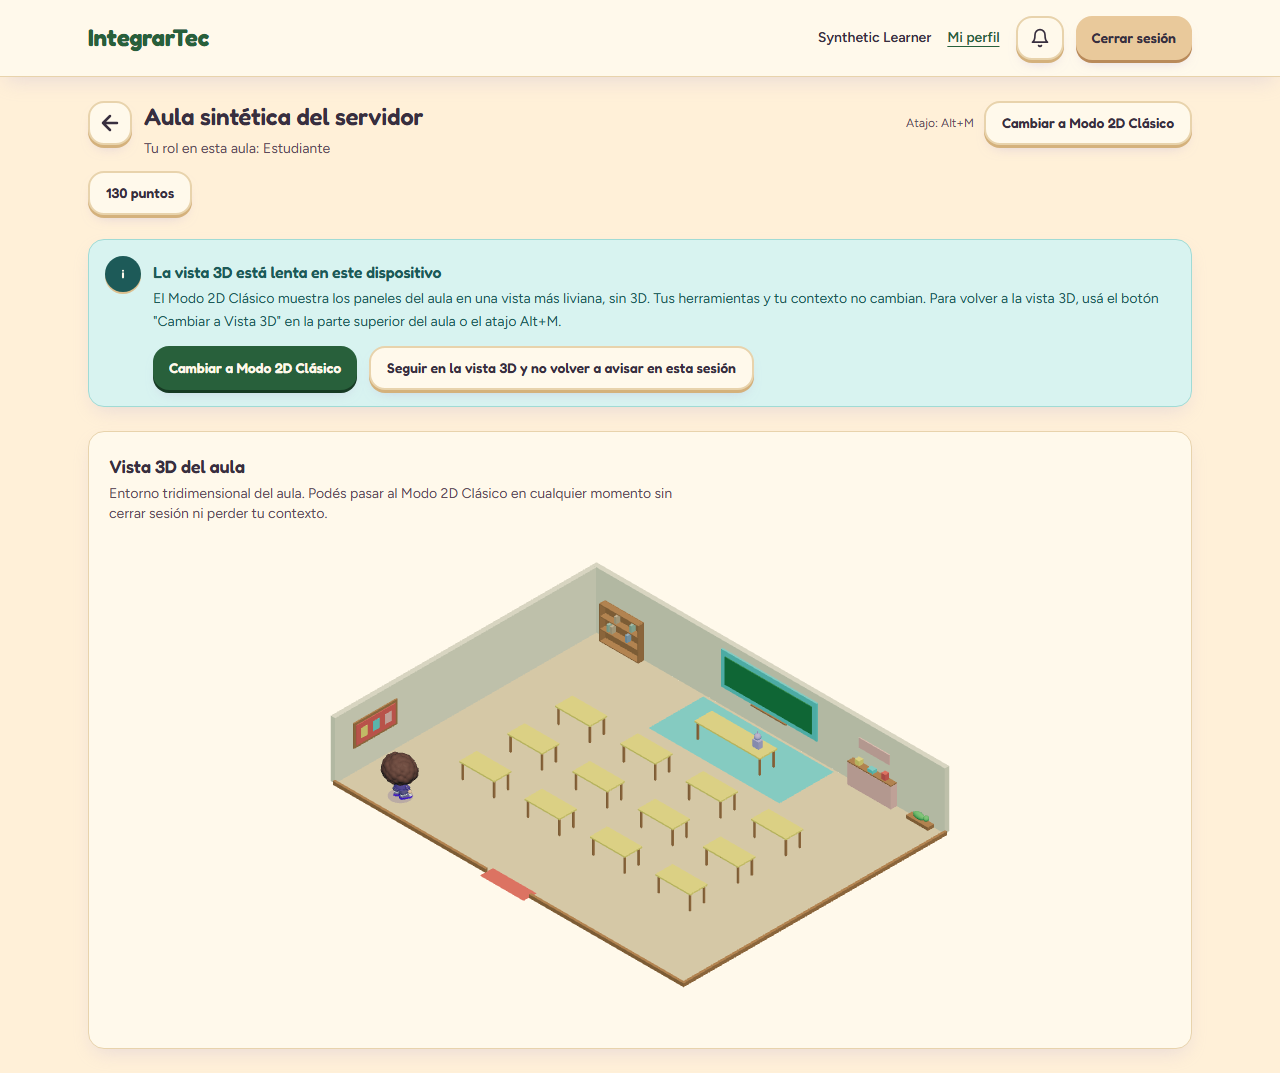 IntegrarTec
Synthetic Learner
Mi perfil
Cerrar sesión
Aula sintética del servidor
Tu rol en esta aula: Estudiante
Atajo: Alt+M
Cambiar a Modo 2D Clásico
130 puntos
i
La vista 3D está lenta en este dispositivo
El Modo 2D Clásico muestra los paneles del aula en una vista más liviana, sin 3D. Tus herramientas y tu contexto no cambian. Para volver a la vista 3D, usá el botón
"Cambiar a Vista 3D" en la parte superior del aula o el atajo Alt+M.
Cambiar a Modo 2D Clásico
Seguir en la vista 3D y no volver a avisar en esta sesión
Vista 3D del aula
Entorno tridimensional del aula. Podés pasar al Modo 2D Clásico en cualquier momento sin
cerrar sesión ni perder tu contexto.